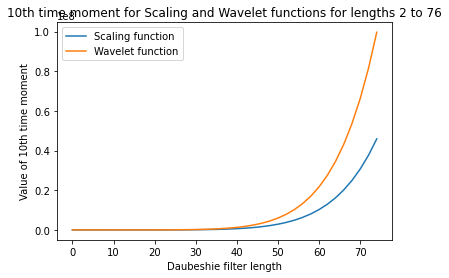 10th time moment for Scaling and Wavelet functions for lengths 2 to 76
1e8
Scaling function
Wavelet function
1.0
0.8
0.6
0.4
0.2
0.0
Value of 10th time moment
0 10 20 30 40 50 60 70
Daubeshie filter length